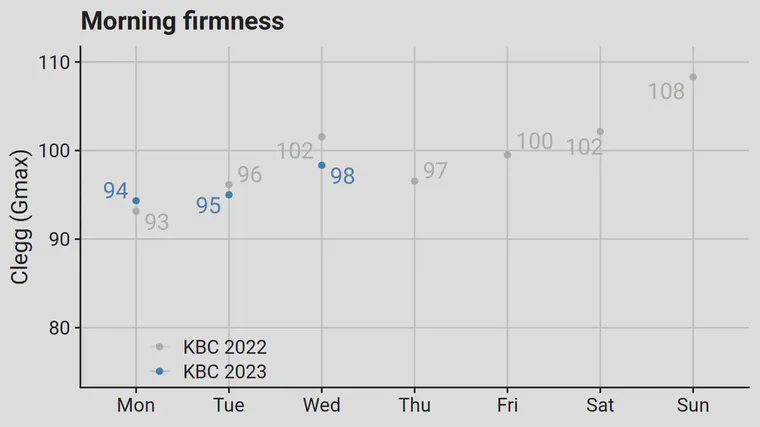 Morning firmness
Clegg (Gmax)
110
100
90
80
94
93
95
96
102
98
97
100
102
108
KBC 2022
KBC 2023
Mon Tue Wed Thu Fri Sat Sun